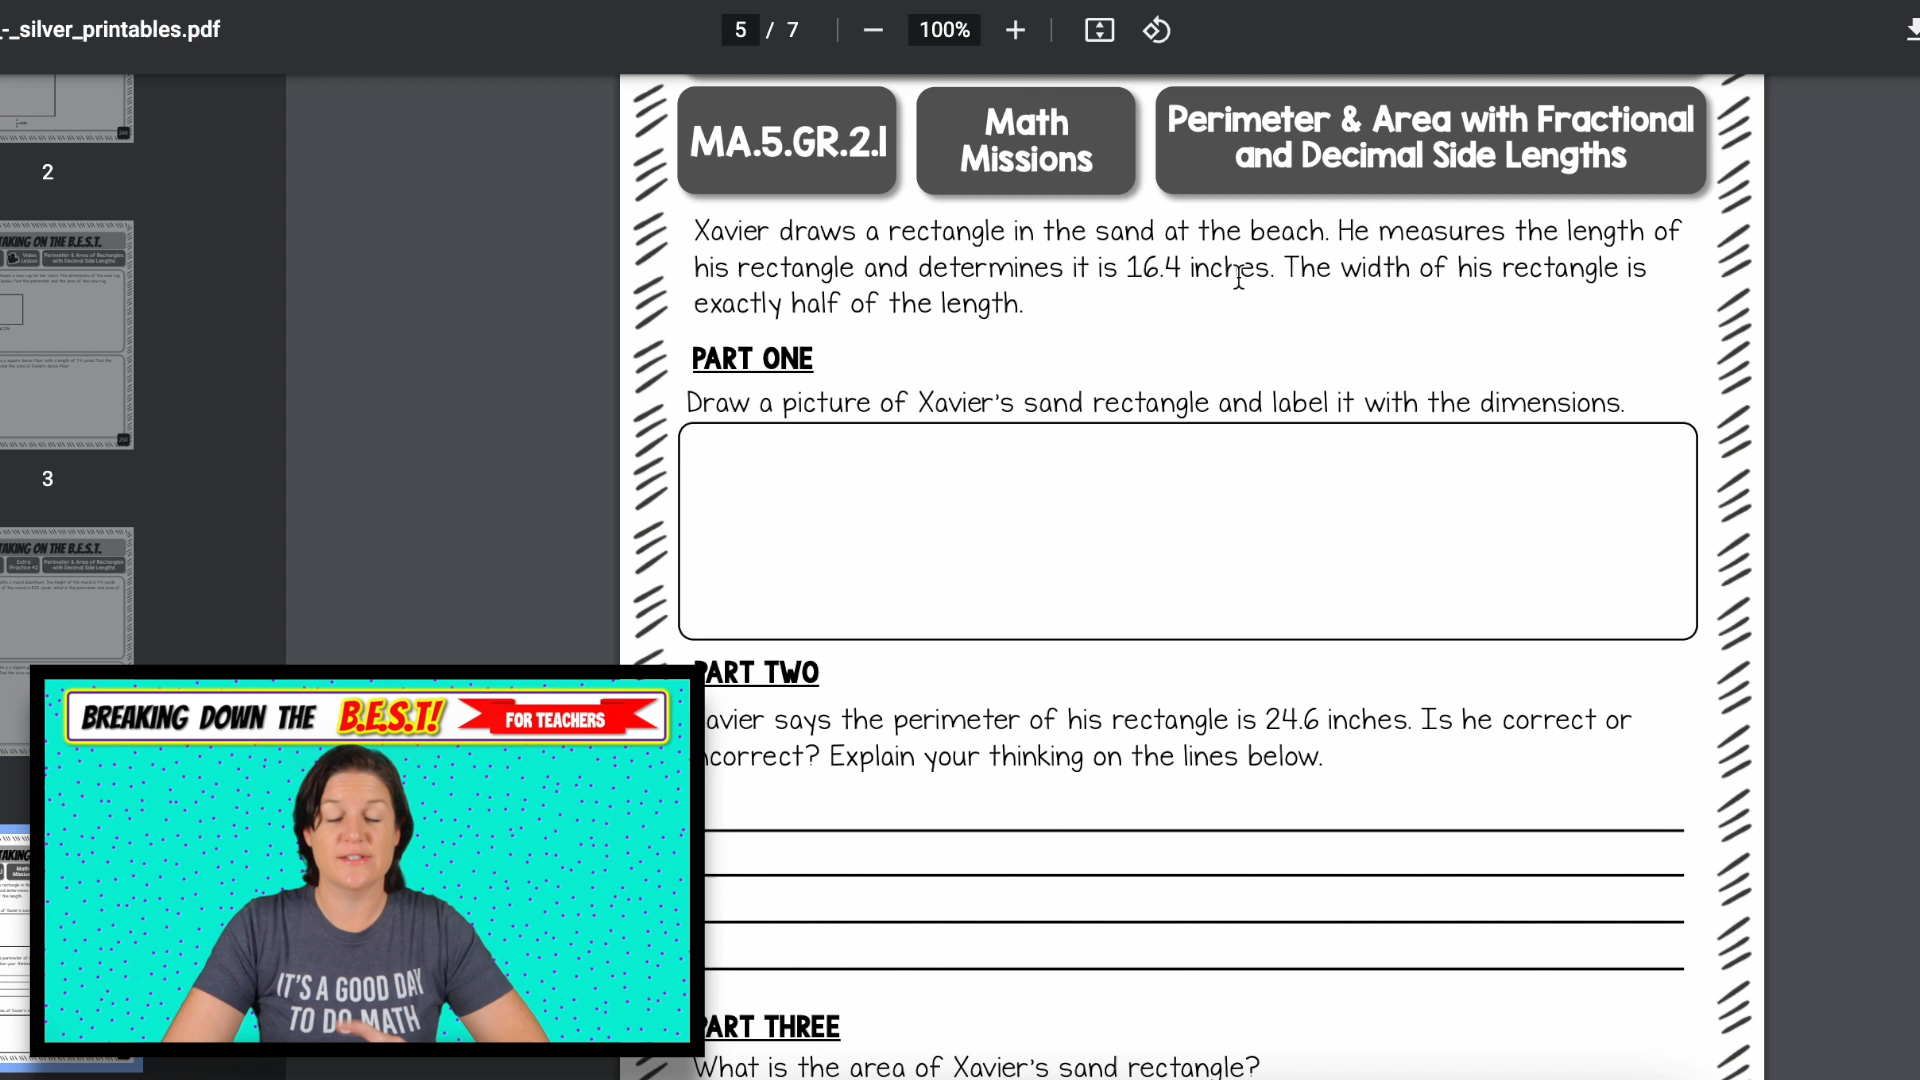 -_silver_printables.pdf
5 / 7
100%
2
TAKING ON THE B.E.S.T.
3
TAKING ON THE B.E.S.T.
MA.5.GR.2.1
Math
Missions
Perimeter & Area with Fractional
and Decimal Side Lengths
Xavier draws a rectangle in the sand at the beach. He measures the length of
his rectangle and determines it is 16.4 inches. The width of his rectangle is
exactly half of the length.
PART ONE
Draw a picture of Xavier's sand rectangle and label it with the dimensions.
PART TWO
avier says the perimeter of his rectangle is 24.6 inches. Is he correct or
ncorrect? Explain your thinking on the lines below.
PART THREE
What is the area of Xavier's sand rectangle?
BREAKING DOWN THE B.E.S.T! FOR TEACHERS
IT'S A GOOD DAY
TO DO MATH